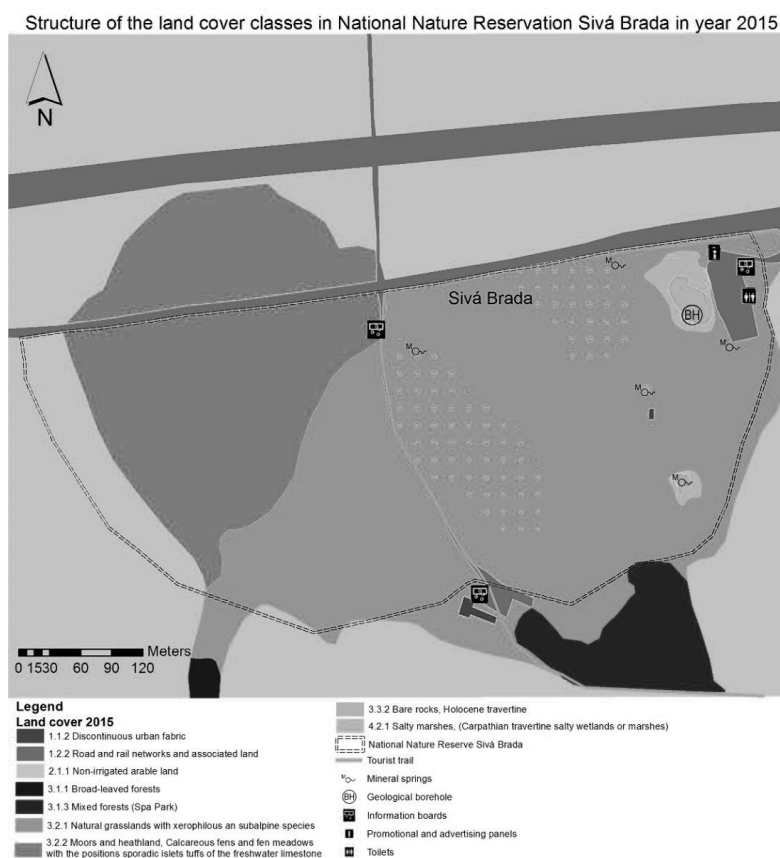 Structure of the land cover classes in National Nature Reservation Sivá Brada in year 2015
N
M
Sivá Brada
i
BH
M
M
M
M
Meters
0 1530 60 90 120
Legend
Land cover 2015
1.1.2 Discontinuous urban fabric
1.2.2 Road and rail networks and associated land
2.1.1 Non-irrigated arable land
3.1.1 Broad-leaved forests
3.1.3 Mixed forests (Spa Park)
3.2.1 Natural grasslands with xerophilous an subalpine species
3.2.2 Moors and heathland, Calcareous fens and fen meadows
with the positions sporadic islets tuffs of the freshwater limestone
3.3.2 Bare rocks, Holocene travertine
4.2.1 Salty marshes, (Carpathian travertine salty wetlands or marshes)
National Nature Reserve Sivá Brada
Tourist trail
M
Mineral springs
BH
Geological borehole
Information boards
i
Promotional and advertising panels
Toilets